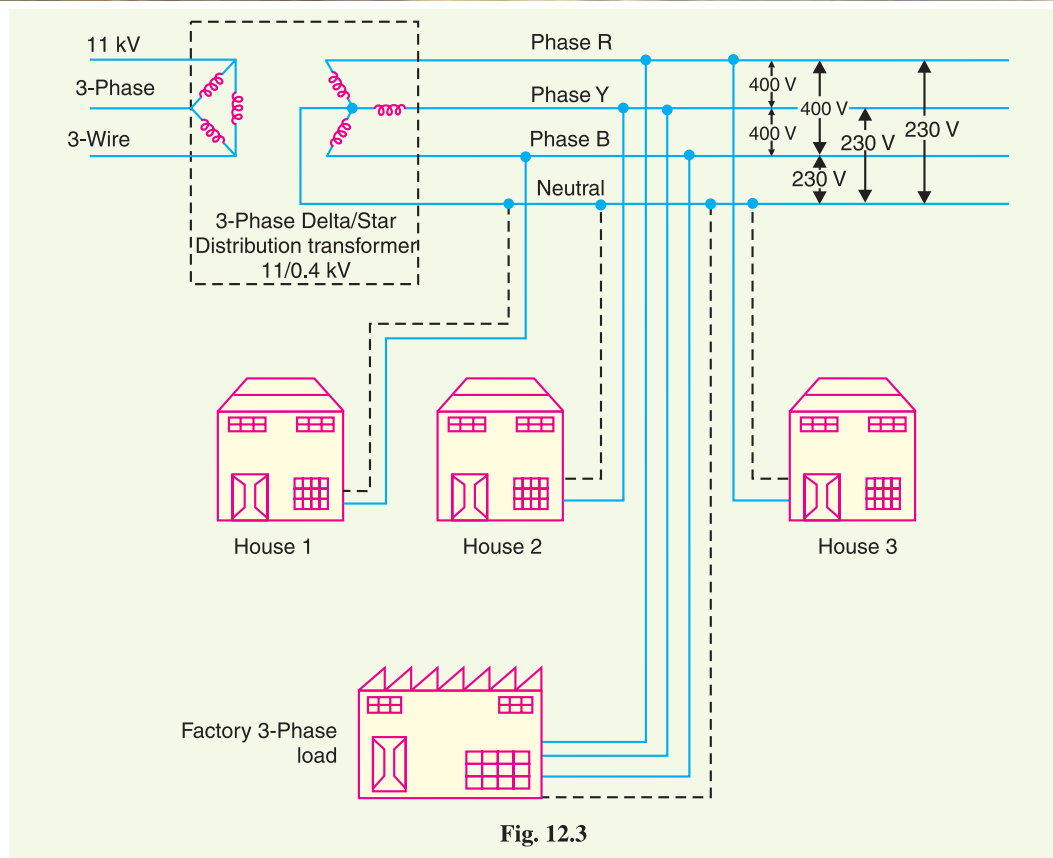 11 kV
3-Phase
3-Wire
3-Phase Delta/Star
Distribution transformer
11/0.4 kV
Phase R
Phase Y
Phase B
Neutral
400 V
400 V
400 V
230 V
230 V
230 V
House 1
House 2
House 3
Factory 3-Phase
load
Fig. 12.3